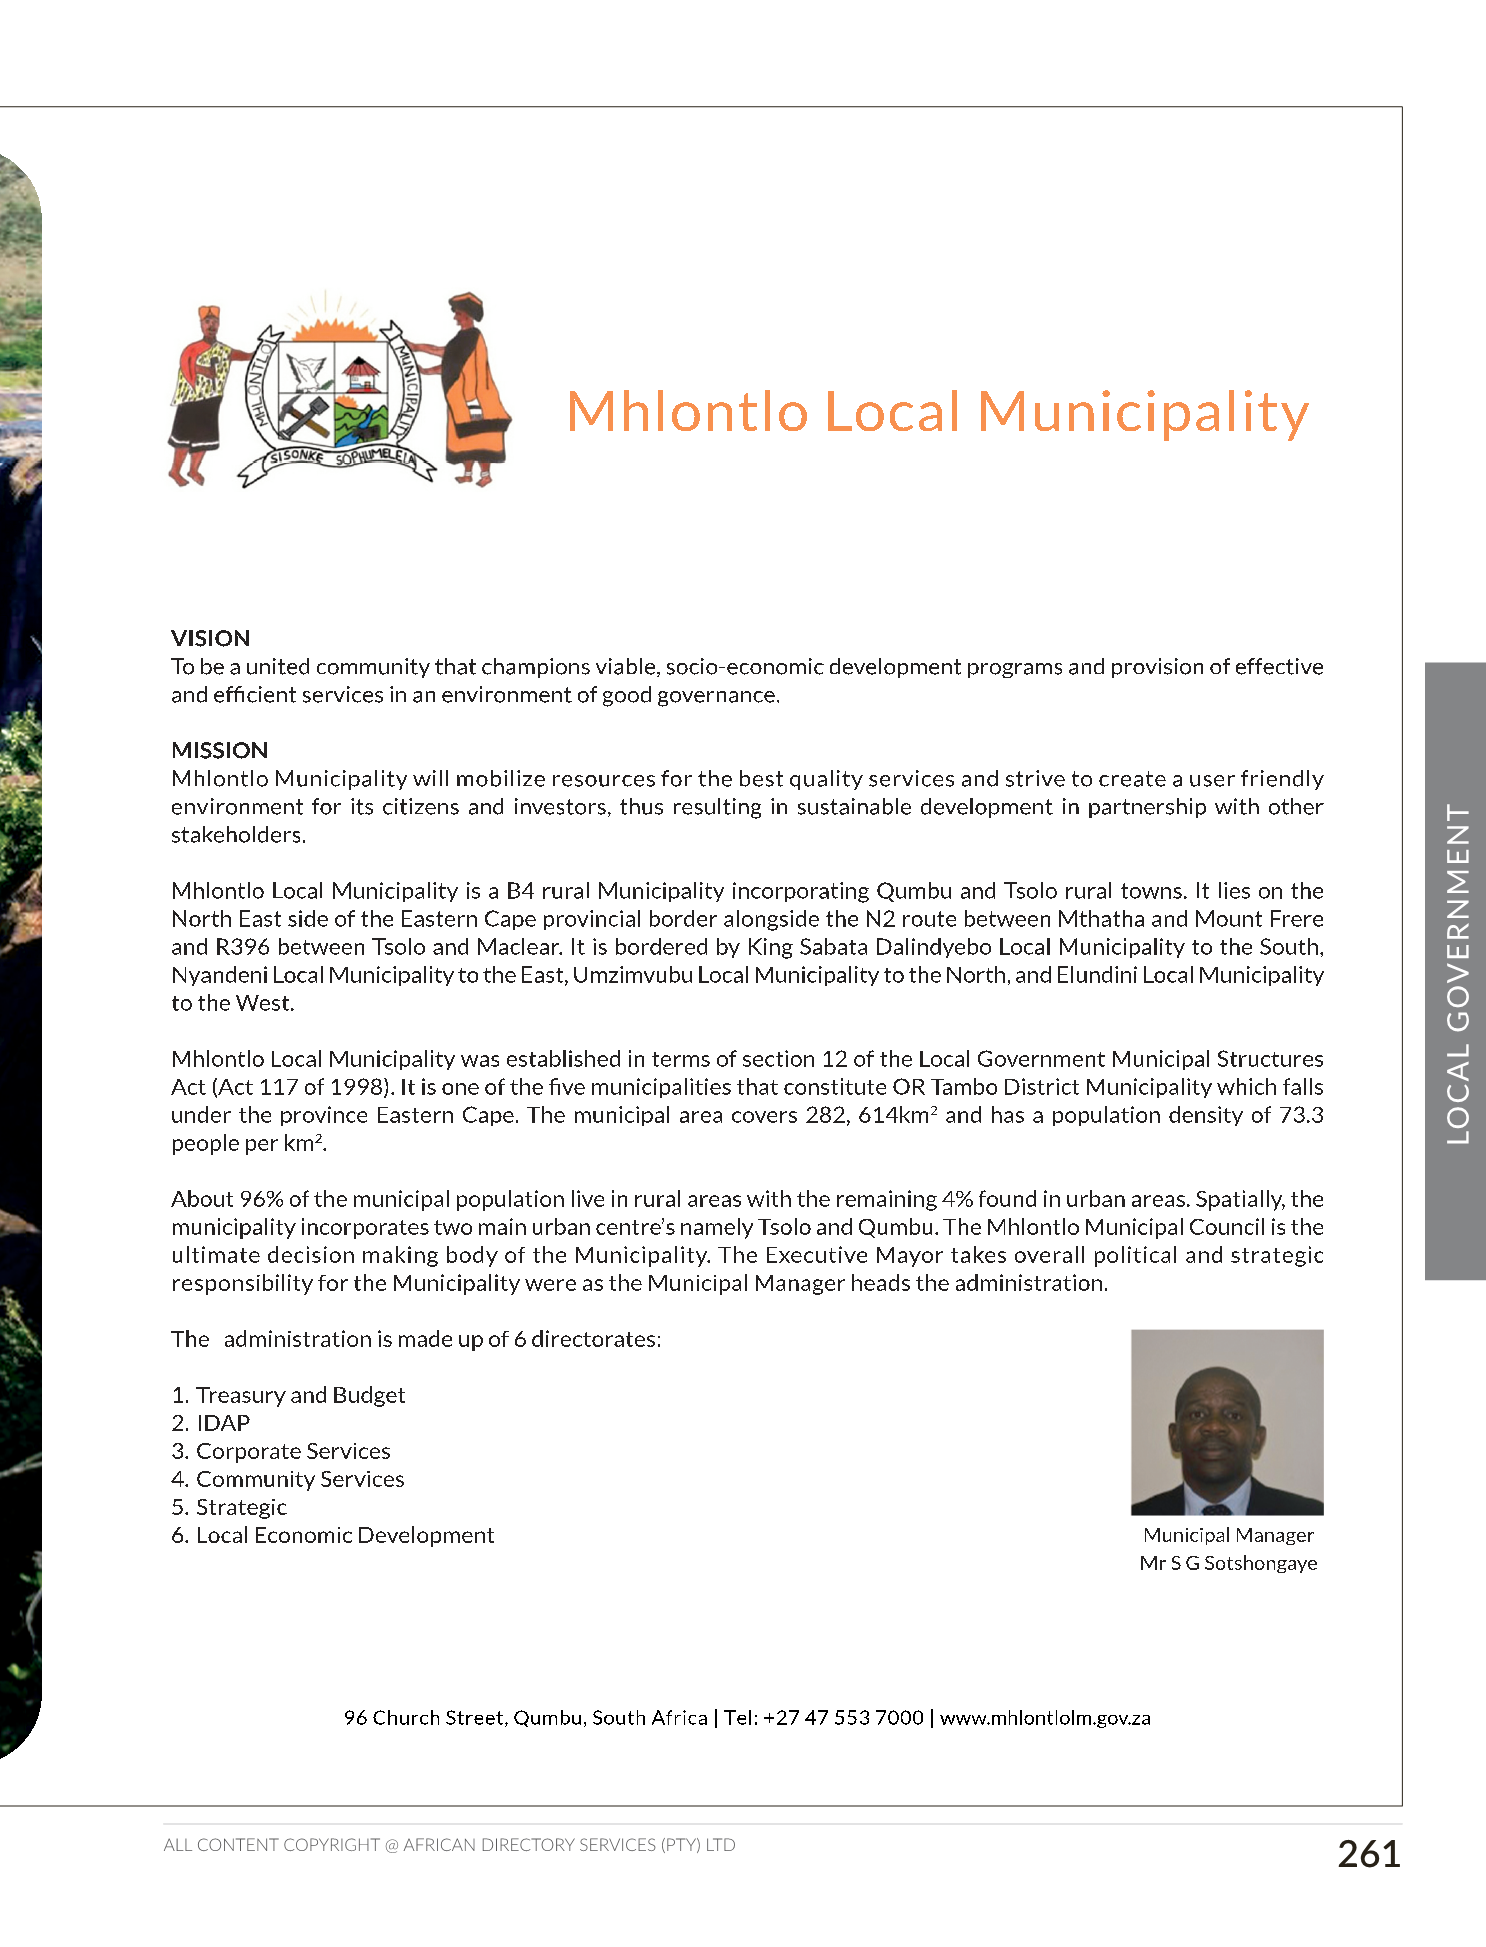 MHLONTLO
MUNICIPALITY
SISONKE SOPHUMELELA
Mhlontlo Local Municipality
VISION
To be a united community that champions viable, socio-economic development programs and provision of effective
and efficient services in an environment of good governance.
MISSION
Mhlontlo Municipality will mobilize resources for the best quality services and strive to create a user friendly
environment for its citizens and investors, thus resulting in sustainable development in partnership with other
stakeholders.
Mhlontlo Local Municipality is a B4 rural Municipality incorporating Qumbu and Tsolo rural towns. It lies on the
North East side of the Eastern Cape provincial border alongside the N2 route between Mthatha and Mount Frere
and R396 between Tsolo and Maclear. It is bordered by King Sabata Dalindyebo Local Municipality to the South,
Nyandeni Local Municipality to the East, Umzimvubu Local Municipality to the North, and Elundini Local Municipality
to the West.
Mhlontlo Local Municipality was established in terms of section 12 of the Local Government Municipal Structures
Act (Act 117 of 1998). It is one of the five municipalities that constitute OR Tambo District Municipality which falls
under the province Eastern Cape. The municipal area covers 282, 614km² and has a population density of 73.3
people per km².
About 96% of the municipal population live in rural areas with the remaining 4% found in urban areas. Spatially, the
municipality incorporates two main urban centre's namely Tsolo and Qumbu. The Mhlontlo Municipal Council is the
ultimate decision making body of the Municipality. The Executive Mayor takes overall political and strategic
responsibility for the Municipality were as the Municipal Manager heads the administration.
The administration is made up of 6 directorates:
1. Treasury and Budget
2. IDAP
3. Corporate Services
4. Community Services
5. Strategic
6. Local Economic Development
Municipal Manager
Mr S G Sotshongaye
96 Church Street, Qumbu, South Africa | Tel: +27 47 553 7000 | www.mhlontlolm.gov.za
LOCAL GOVERNMENT
ALL CONTENT COPYRIGHT @ AFRICAN DIRECTORY SERVICES (PTY) LTD
261